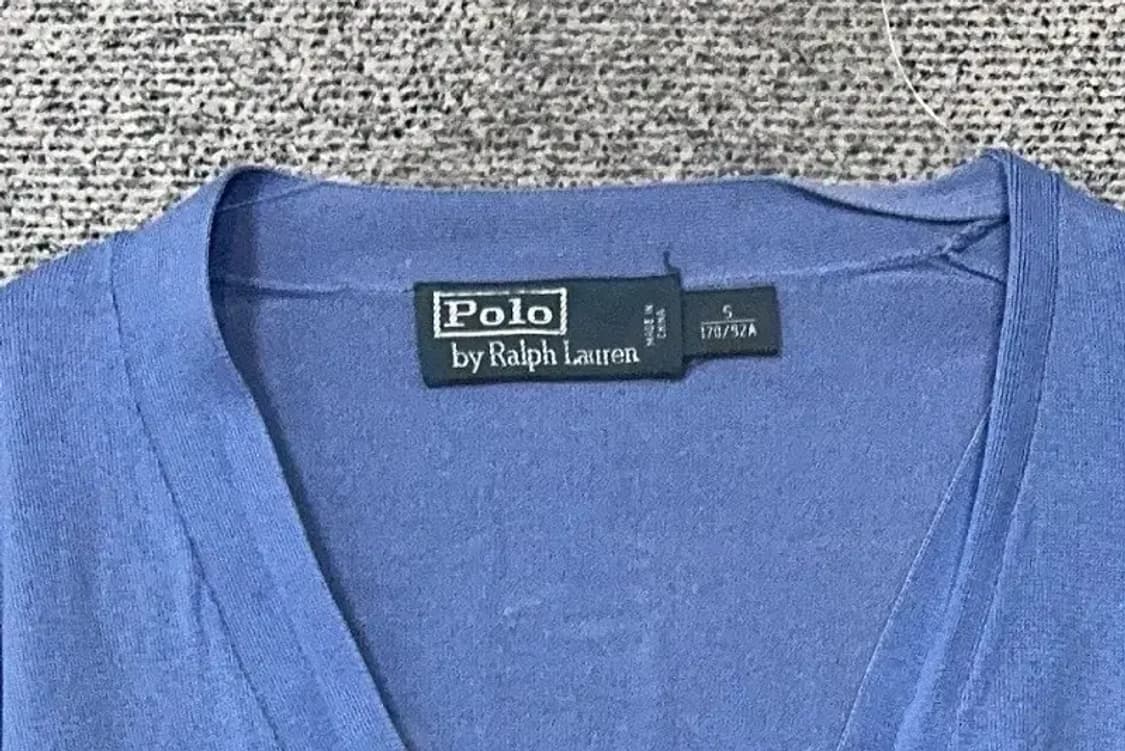 Polo
by Ralph Lauren
MADE IN
CHINA
S
170/92A